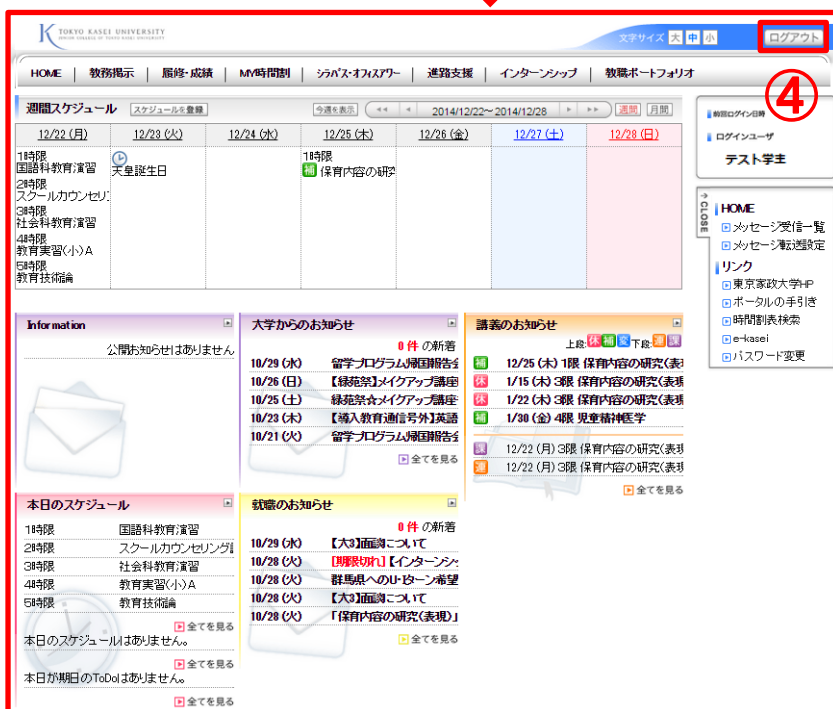 TOKYO KASEI UNIVERSITY
文字サイズ 大 中 小
ログアウト
HOME 教務掲示 履修・成績 MY時間割 シラバス・オフィスアワー 進路支援 インターンシップ 教職ポートフォリオ
④
週間スケジュール スケジュールを登録 今週を表示 2014/12/22～2014/12/28 週間 月間
12/22 (月) 12/23 (火) 12/24 (水) 12/25 (木) 12/26 (金) 12/27 (土) 12/28 (日)
1時限
国語科教育演習
2時限
スクールカウンセリ
3時限
社会科教育演習
4時限
教育実習(小)A
5時限
教育技術論
天皇誕生日
1時限
補 保育内容の研究
前回ログイン日時
ログインユーザ
テスト学生
CLOSE
HOME
メッセージ受信一覧
メッセージ転送設定
リンク
東京家政大学HP
ポータルの手引き
時間割表検索
e-kasei
パスワード変更
Information
公開お知らせはありません
大学からのお知らせ
0 件 の新着
10/29 (水) 留学プログラム帰国報告会
10/26 (日) 【緑苑祭】メイクアップ講座
10/25 (土) 緑苑祭☆メイクアップ講座
10/23 (木) 【導入教育通信号外】英語
10/21 (火) 留学プログラム帰国報告会
全てを見る
講義のお知らせ
上段:休 補 変 下段:連 課
補 12/25 (木) 1限 保育内容の研究(表現
休 1/15 (木) 3限 保育内容の研究(表現
休 1/22 (木) 3限 保育内容の研究(表現
補 1/30 (金) 4限 児童精神医学
課 12/22 (月) 3限 保育内容の研究(表現
連 12/22 (月) 3限 保育内容の研究(表現
全てを見る
本日のスケジュール
1時限 国語科教育演習
2時限 スクールカウンセリング
3時限 社会科教育演習
4時限 教育実習(小)A
5時限 教育技術論
全てを見る
本日のスケジュールはありません。
全てを見る
本日が期日のToDoはありません。
全てを見る
就職のお知らせ
0 件 の新着
10/29 (水) 【大3】面談について
10/28 (火) 【期限切れ】【インターンシッ
10/28 (火) 群馬県へのU・Iターン希望
10/28 (火) 【大3】面談について
10/28 (火) 「保育内容の研究(表現)」
全てを見る